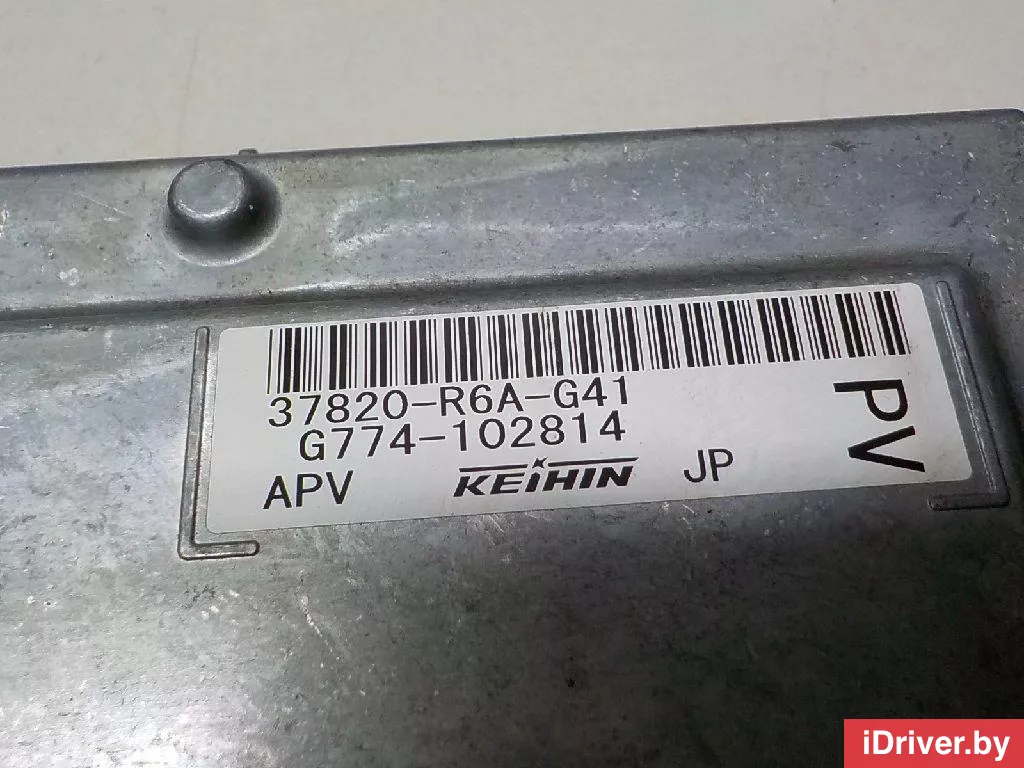 37820-R6A-G41
G774-102814
APV KEIHIN JP
PV
iDriver.by